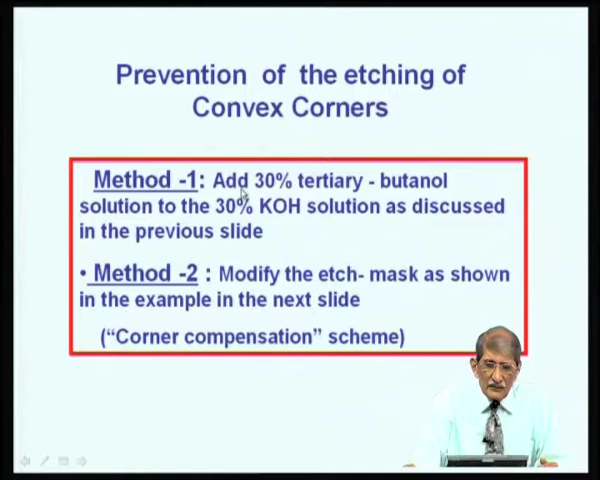 Prevention of the etching of
Convex Corners
Method -1: Add 30% tertiary - butanol
solution to the 30% KOH solution as discussed
in the previous slide
• Method -2 : Modify the etch- mask as shown
in the example in the next slide
("Corner compensation" scheme)